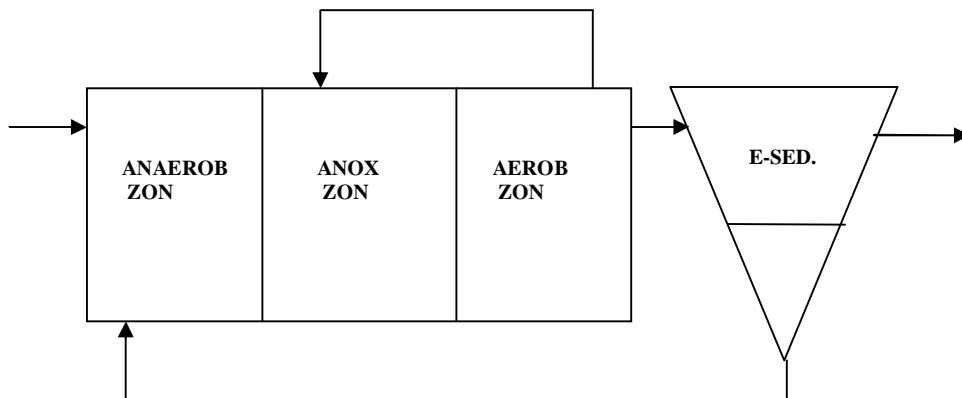 ANAEROB
ZON
ANOX
ZON
AEROB
ZON
E-SED.